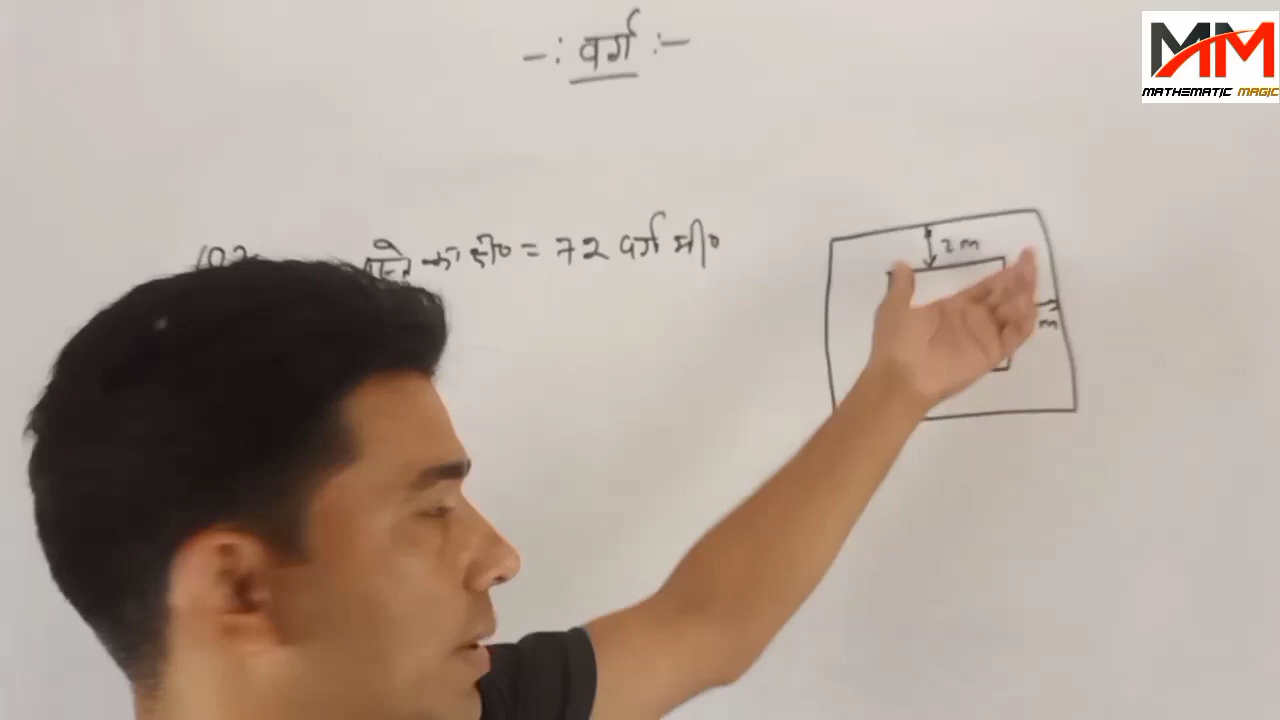 -: वर्ग :-
MM
MATHEMATIC MAGIC
का क्षे० = 72 वर्ग मी०
2 m
m